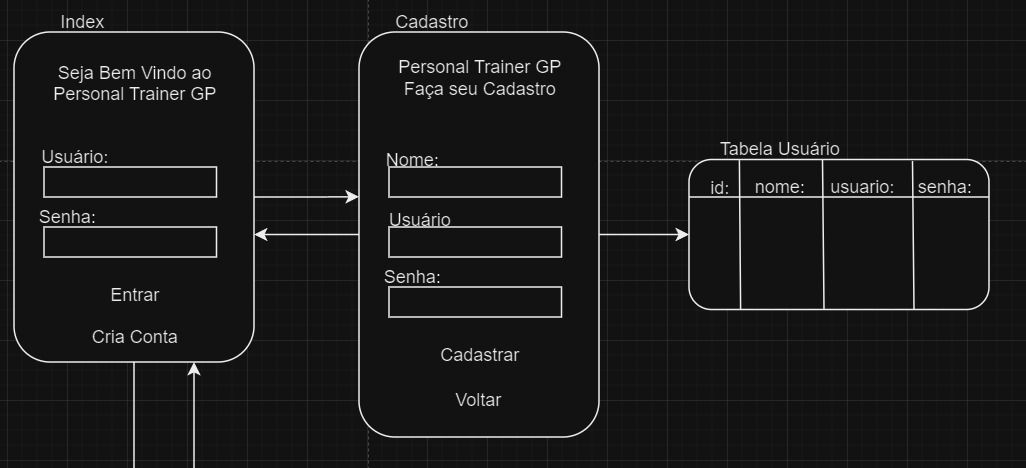 Index
Seja Bem Vindo ao
Personal Trainer GP
Usuário:
Senha:
Entrar
Cria Conta
Cadastro
Personal Trainer GP
Faça seu Cadastro
Nome:
Usuário
Senha:
Cadastrar
Voltar
Tabela Usuário
id: nome: usuario: senha: